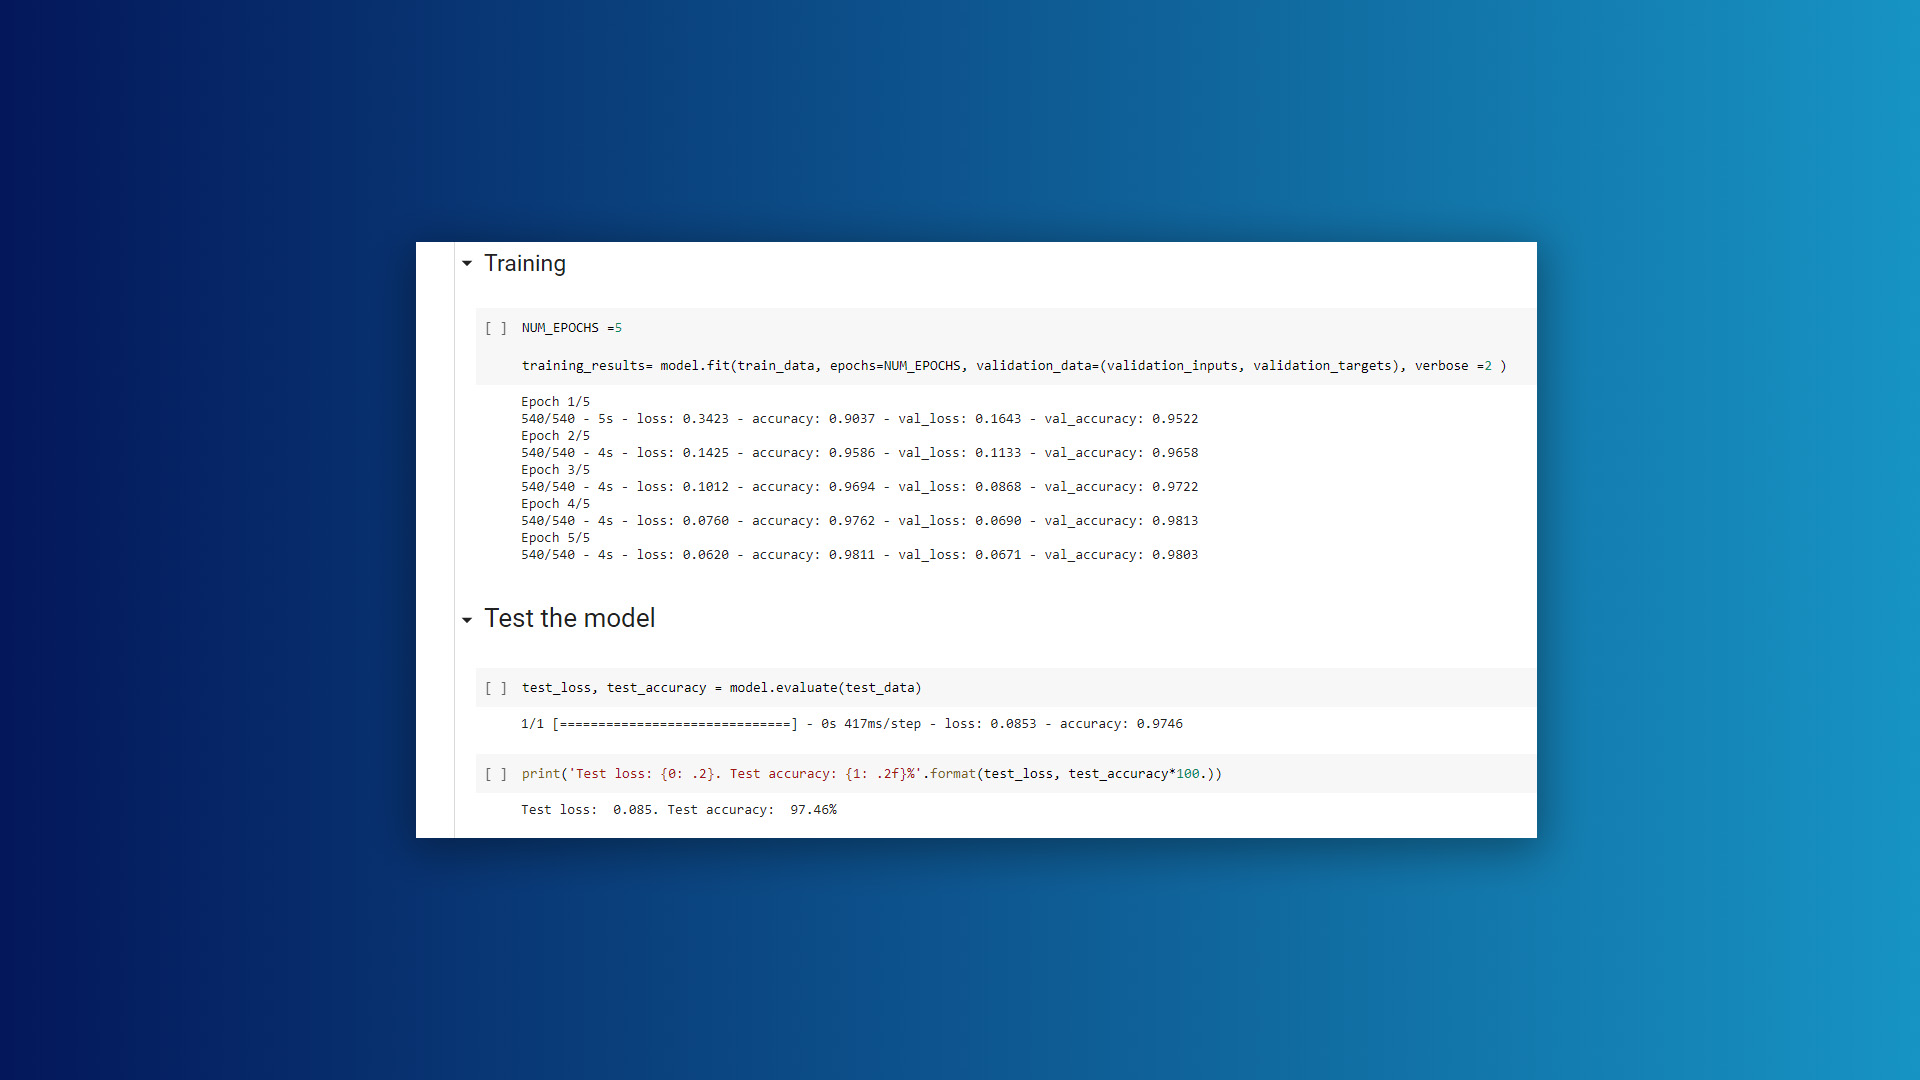 Training
[ ] NUM_EPOCHS =5
training_results= model.fit(train_data, epochs=NUM_EPOCHS, validation_data=(validation_inputs, validation_targets), verbose =2 )
Epoch 1/5
540/540 - 5s - loss: 0.3423 - accuracy: 0.9037 - val_loss: 0.1643 - val_accuracy: 0.9522
Epoch 2/5
540/540 - 4s - loss: 0.1425 - accuracy: 0.9586 - val_loss: 0.1133 - val_accuracy: 0.9658
Epoch 3/5
540/540 - 4s - loss: 0.1012 - accuracy: 0.9694 - val_loss: 0.0868 - val_accuracy: 0.9722
Epoch 4/5
540/540 - 4s - loss: 0.0760 - accuracy: 0.9762 - val_loss: 0.0690 - val_accuracy: 0.9813
Epoch 5/5
540/540 - 4s - loss: 0.0620 - accuracy: 0.9811 - val_loss: 0.0671 - val_accuracy: 0.9803
Test the model
[ ] test_loss, test_accuracy = model.evaluate(test_data)
1/1 [==============================] - 0s 417ms/step - loss: 0.0853 - accuracy: 0.9746
[ ] print('Test loss: {0: .2}. Test accuracy: {1: .2f}%'.format(test_loss, test_accuracy*100.))
Test loss:  0.085. Test accuracy:  97.46%